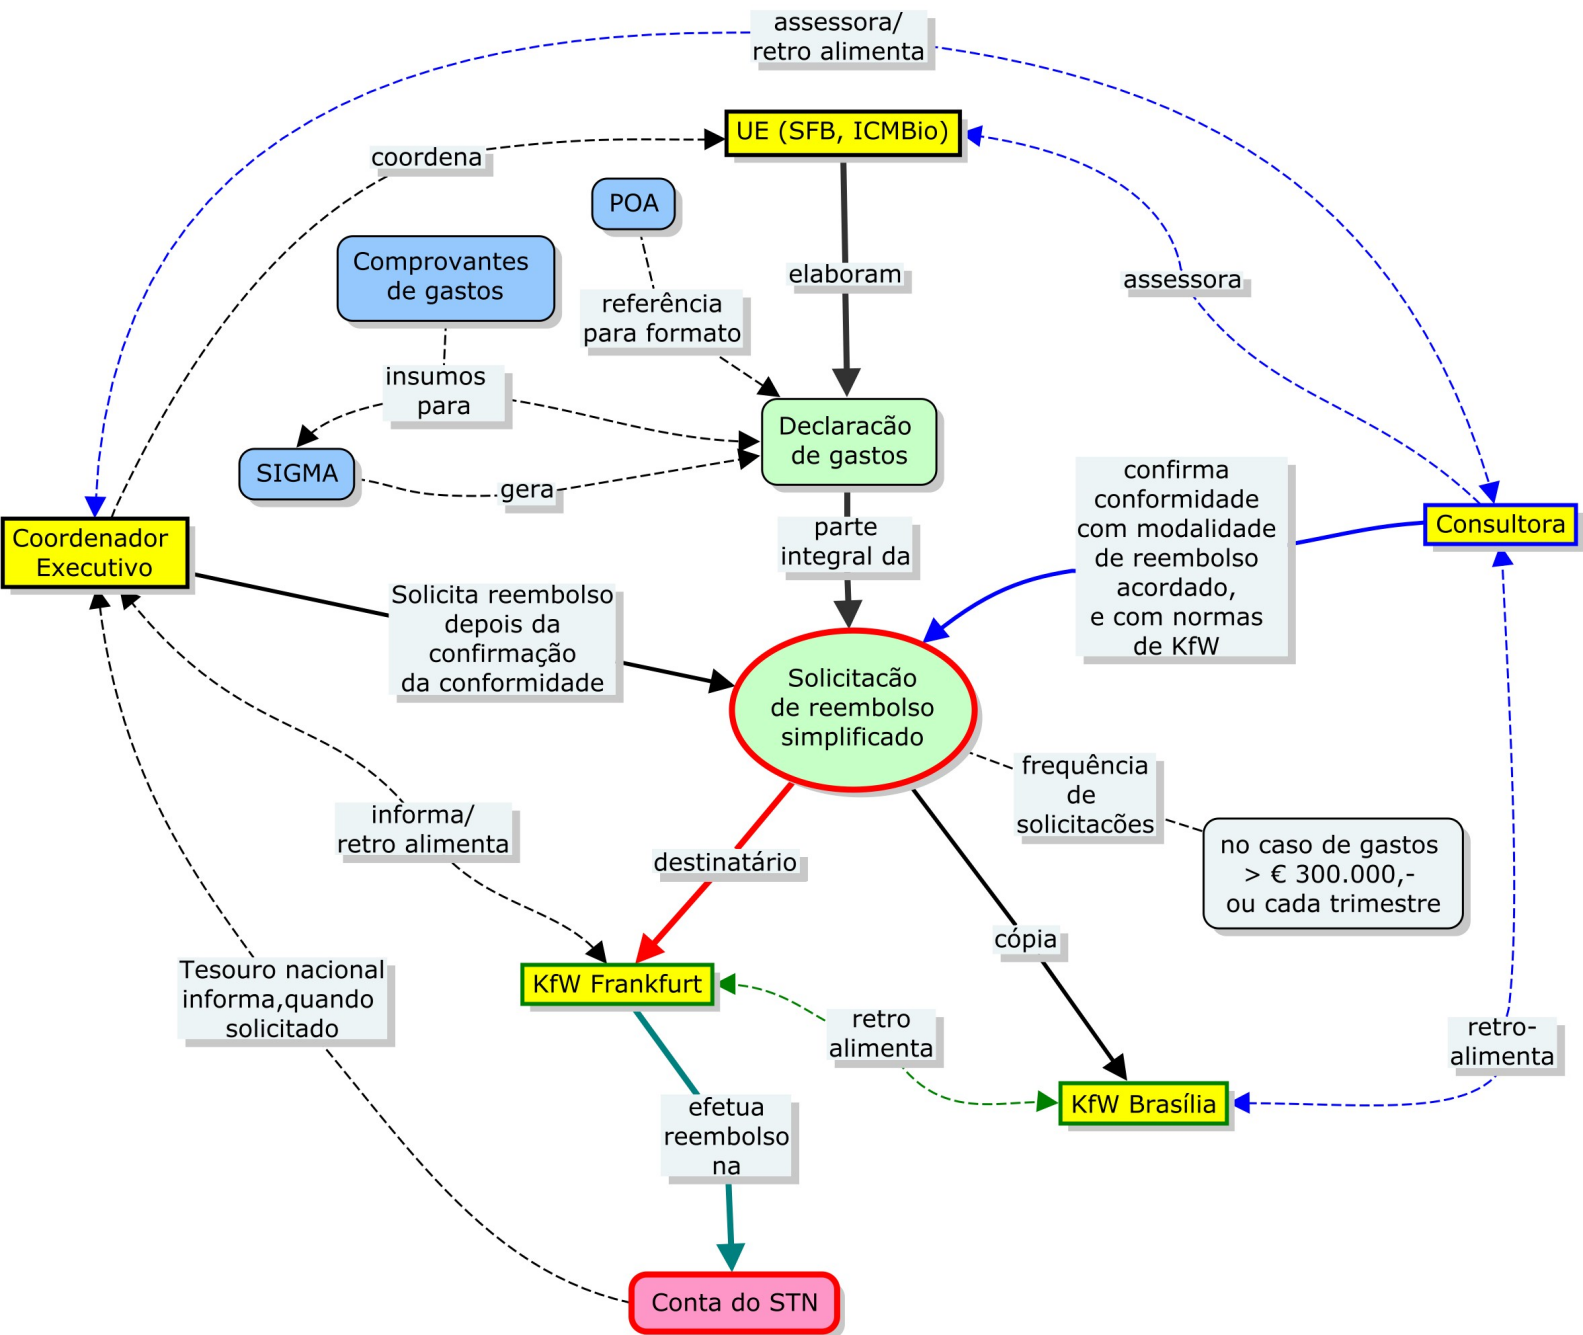 assessora/
retro alimenta
UE (SFB, ICMBio)
coordena
POA
Comprovantes
de gastos
elaboram
assessora
referência
para formato
insumos
para
Declaracão
de gastos
SIGMA
gera
confirma
conformidade
com modalidade
de reembolso
acordado,
e com normas
de KfW
Consultora
parte
integral da
Coordenador
Executivo
Solicita reembolso
depois da
confirmação
da conformidade
Solicitacão
de reembolso
simplificado
frequência
de
solicitacões
no caso de gastos
> € 300.000,-
ou cada trimestre
informa/
retro alimenta
destinatário
cópia
Tesouro nacional
informa,quando
solicitado
KfW Frankfurt
retro
alimenta
retro-
alimenta
KfW Brasília
efetua
reembolso
na
Conta do STN